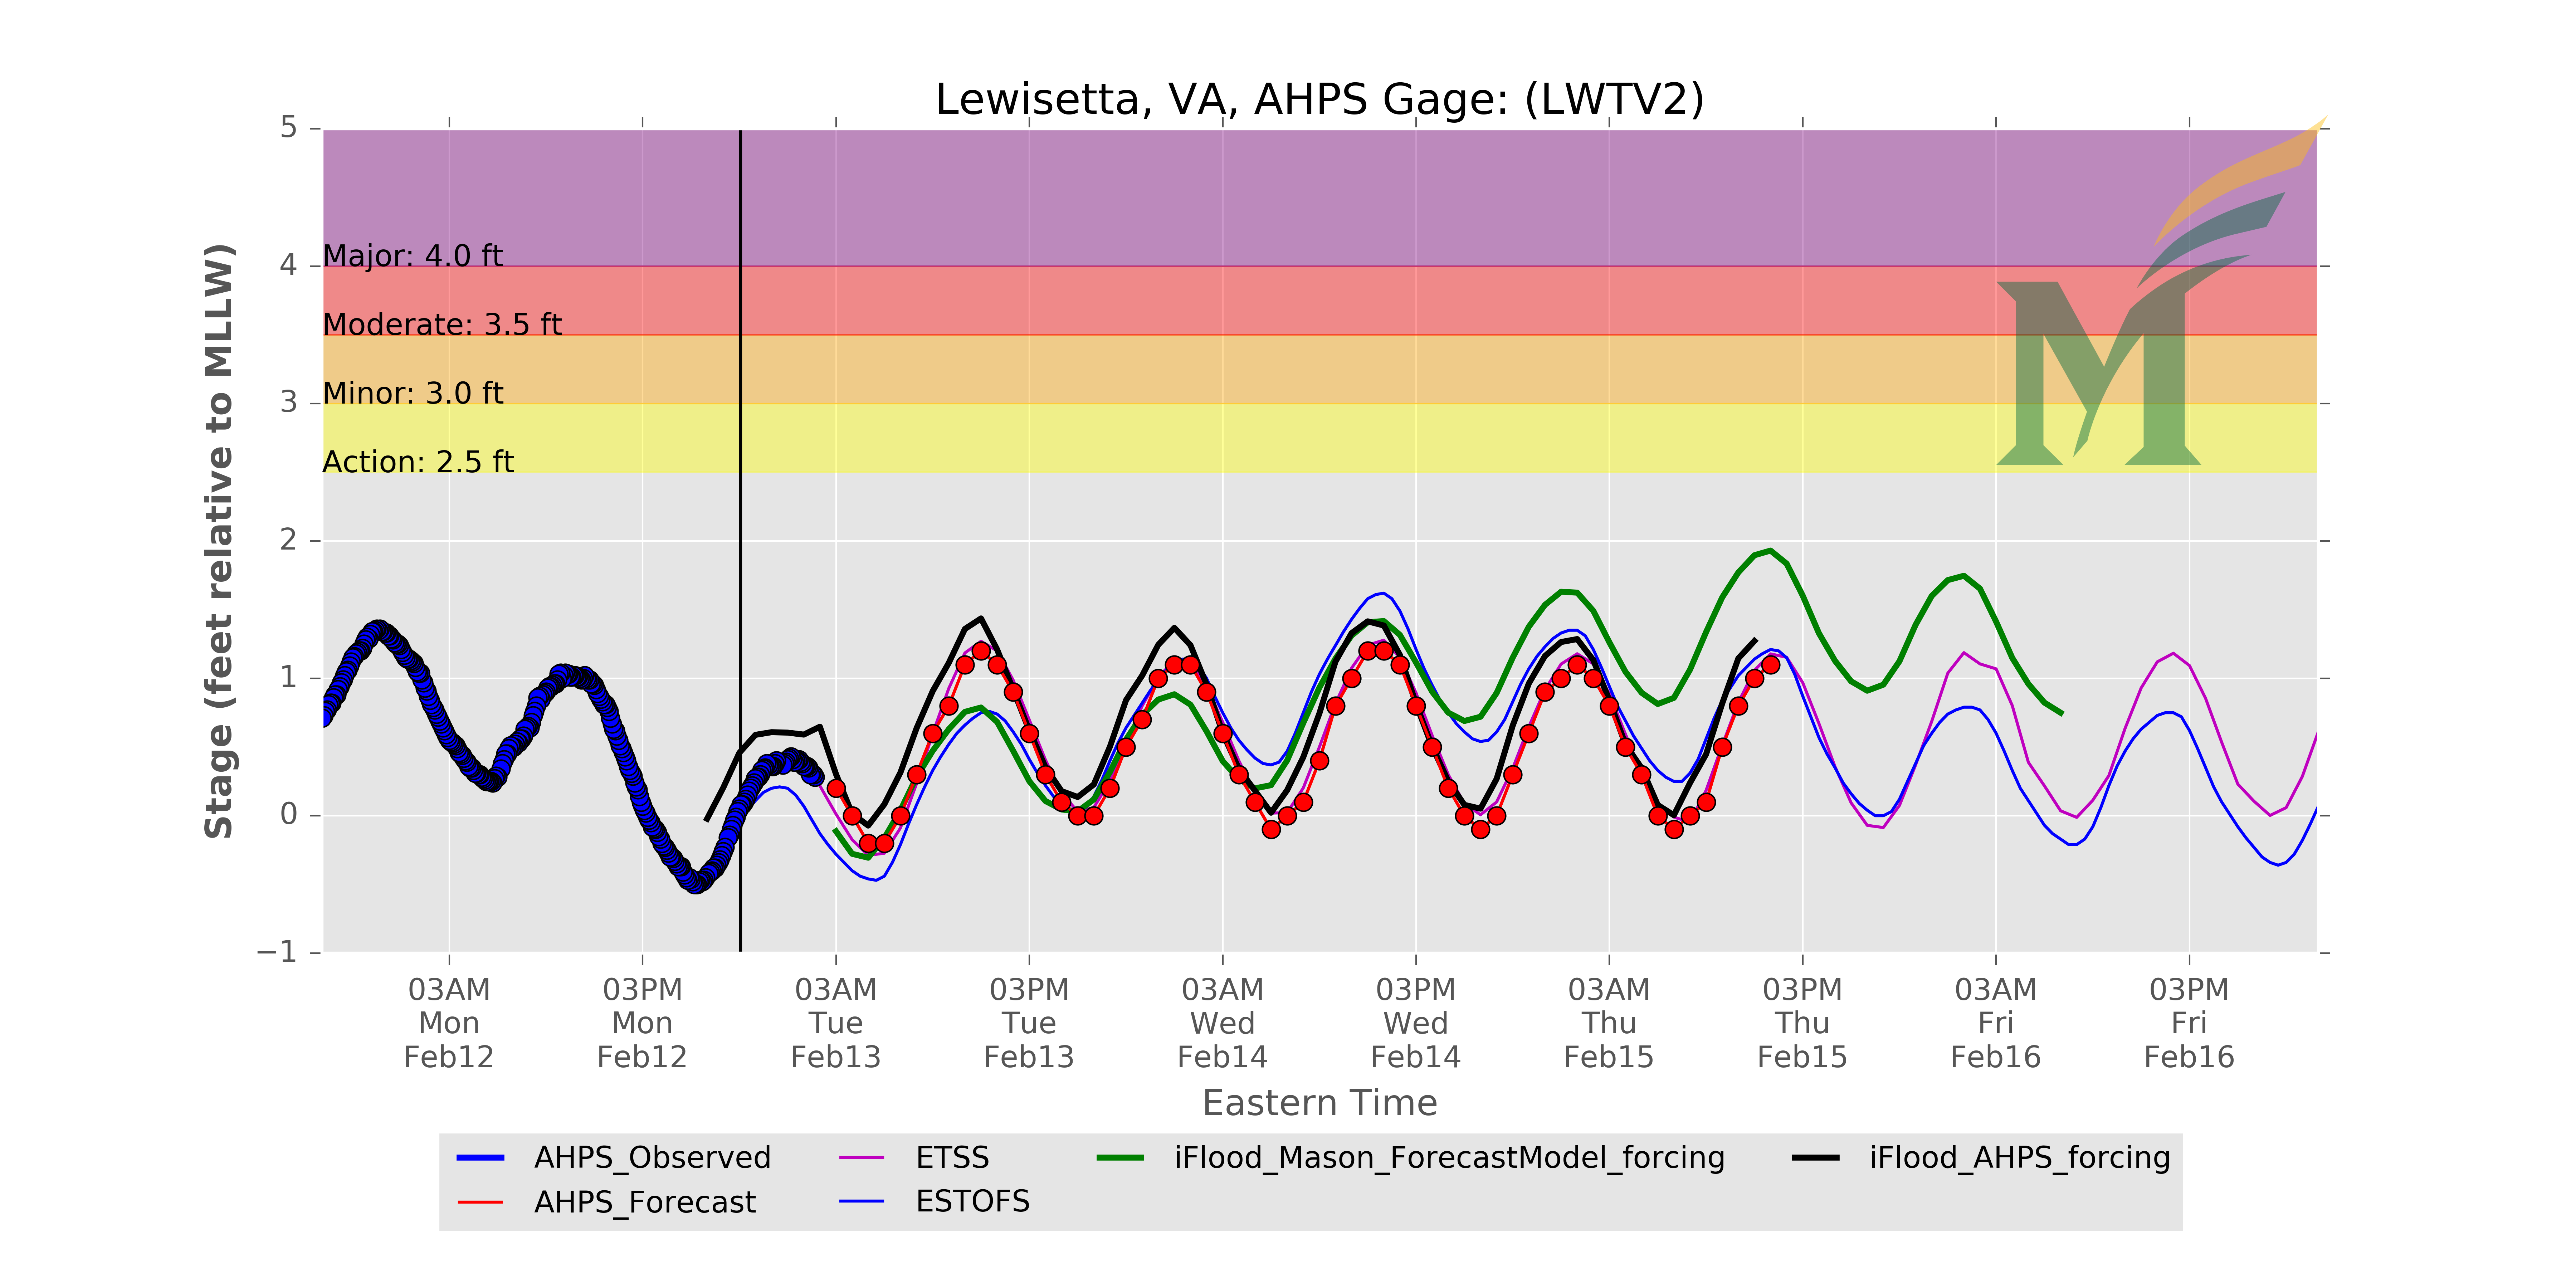 Lewisetta, VA, AHPS Gage: (LWTV2)
Stage (feet relative to MLLW)
5
4
3
2
1
0
−1
Major: 4.0 ft
Moderate: 3.5 ft
Minor: 3.0 ft
Action: 2.5 ft
03AM
Mon
Feb12
03PM
Mon
Feb12
03AM
Tue
Feb13
03PM
Tue
Feb13
03AM
Wed
Feb14
03PM
Wed
Feb14
03AM
Thu
Feb15
03PM
Thu
Feb15
03AM
Fri
Feb16
03PM
Fri
Feb16
Eastern Time
AHPS_Observed
AHPS_Forecast
ETSS
ESTOFS
iFlood_Mason_ForecastModel_forcing
iFlood_AHPS_forcing
M